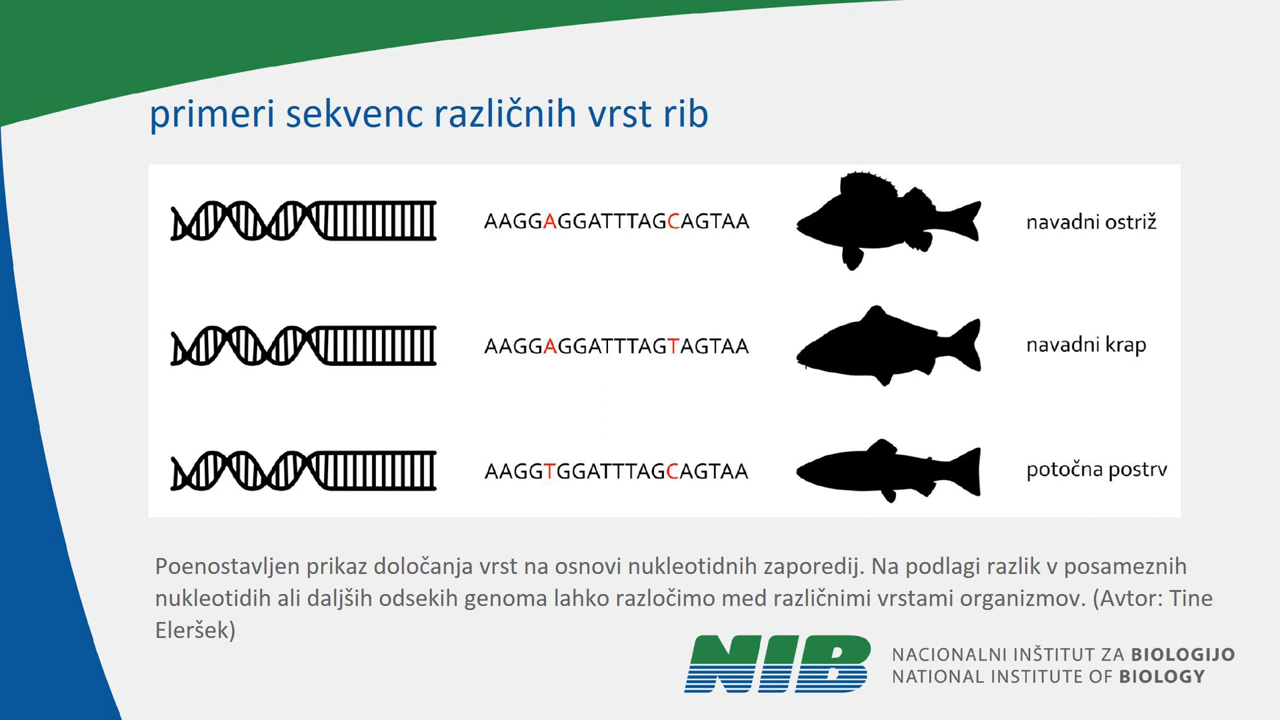 primeri sekvenc različnih vrst rib
AAGGAGGATTTAGCAGTAA
navadni ostriž
AAGGAGGATTTAGTAGTAA
navadni krap
AAGGTGGATTTAGCAGTAA
potočna postrv
Poenostavljen prikaz določanja vrst na osnovi nukleotidnih zaporedij. Na podlagi razlik v posameznih
nukleotidih ali daljših odsekih genoma lahko razločimo med različnimi vrstami organizmov. (Avtor: Tine
Eleršek)
NIB
NACIONALNI INŠTITUT ZA BIOLOGIJO
NATIONAL INSTITUTE OF BIOLOGY